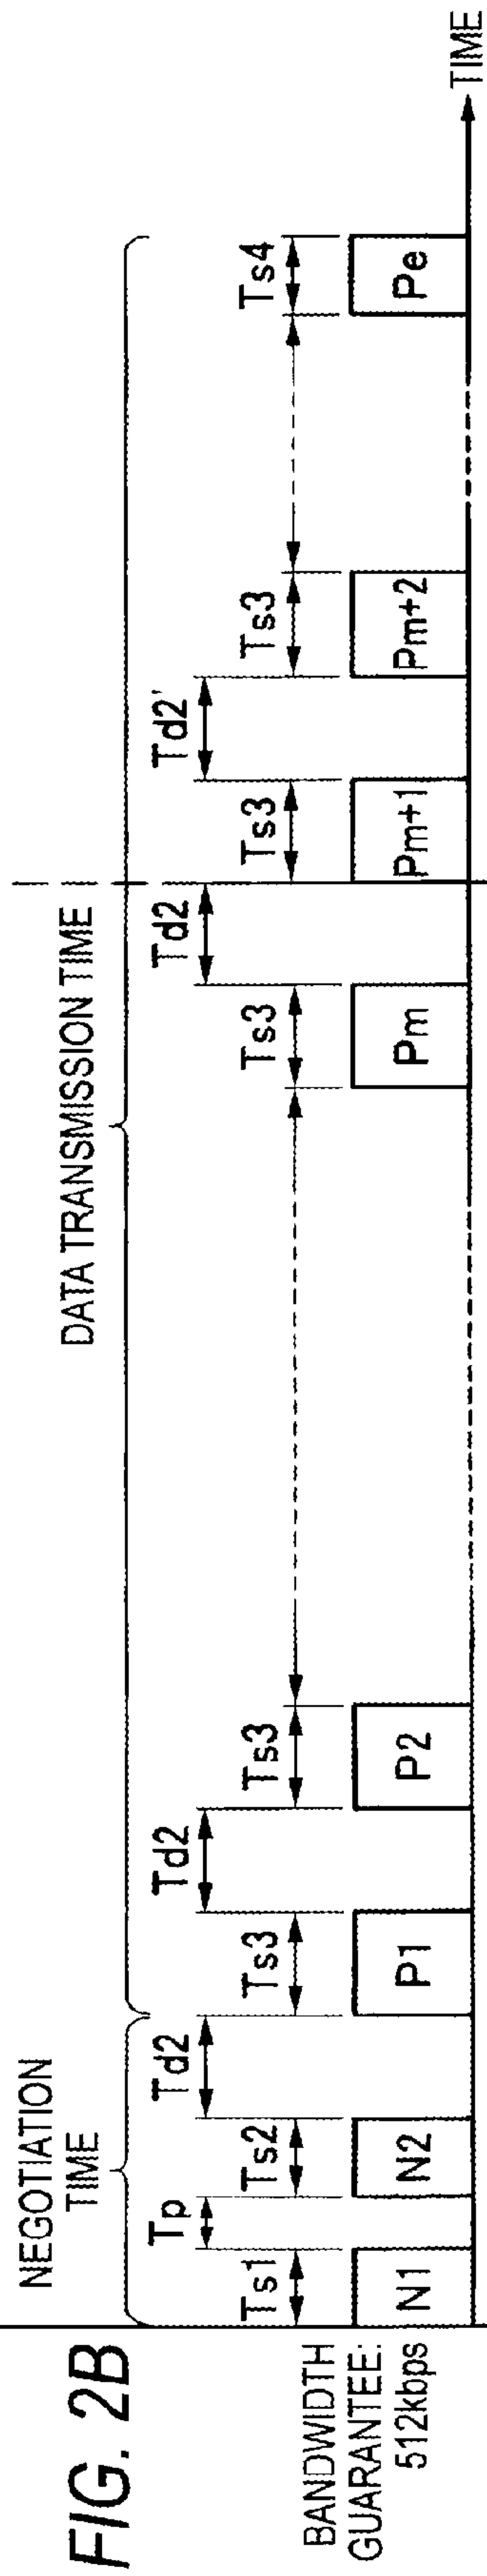 FIG. 2B
NEGOTIATION
TIME
DATA TRANSMISSION TIME
Tp
Td2
Td2
Td2
Td2'
Ts1
Ts2
Ts3
Ts3
Ts3
Ts3
Ts3
Ts4
BANDWIDTH
GUARANTEE:
512kbps
N1
N2
P1
P2
Pm
Pm+1
Pm+2
Pe
TIME